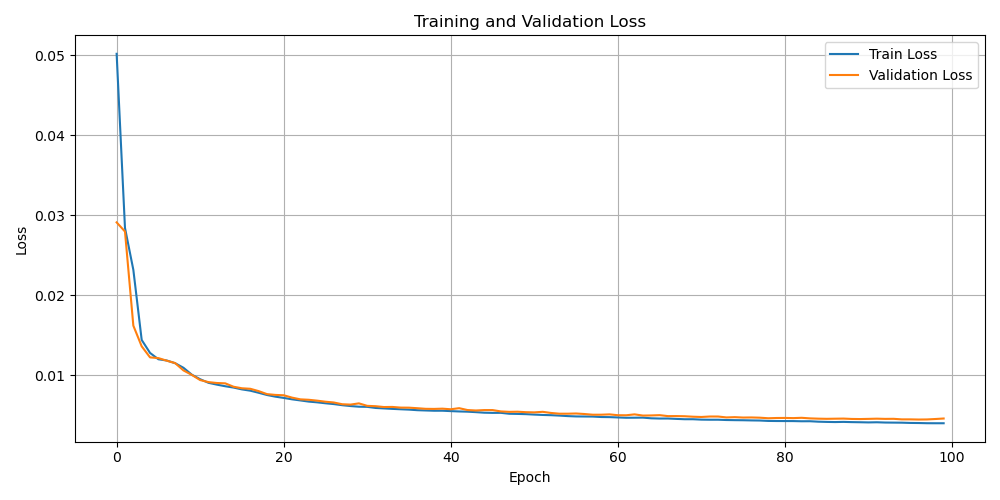 Training and Validation Loss
Train Loss
Validation Loss
0.05
0.04
0.03
0.02
0.01
Loss
0 20 40 60 80 100
Epoch